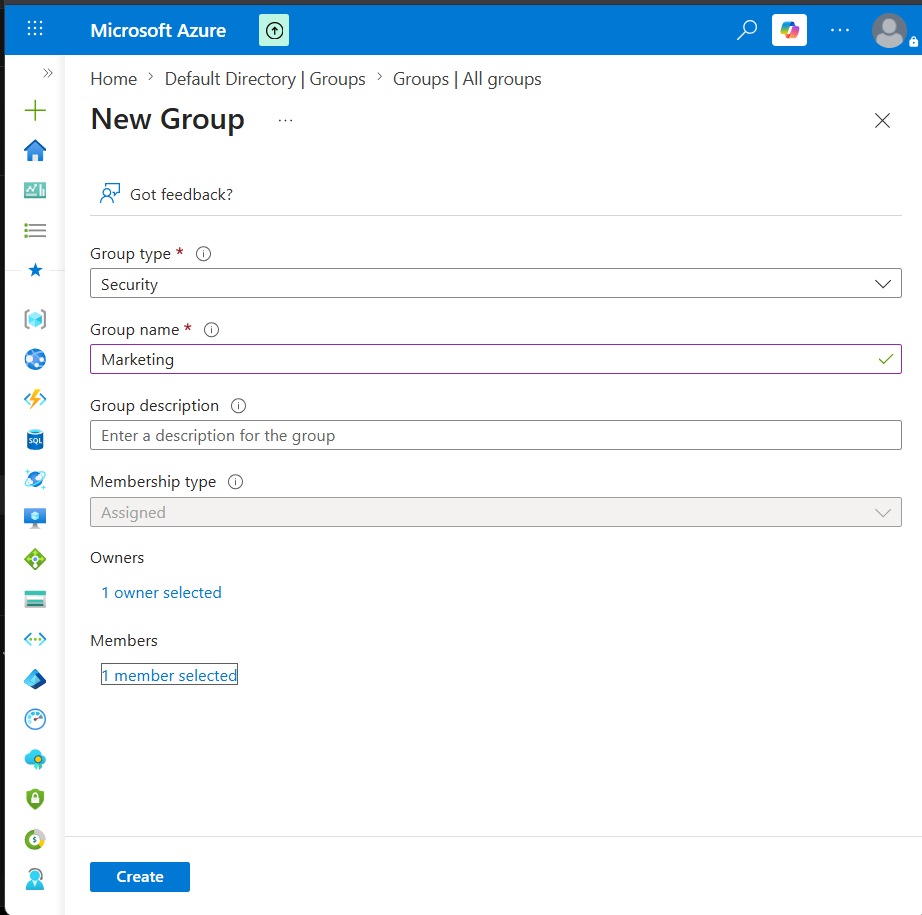 Microsoft Azure
Home > Default Directory | Groups > Groups | All groups
New Group
Got feedback?
Group type *
Security
Group name *
Marketing
Group description
Enter a description for the group
Membership type
Assigned
Owners
1 owner selected
Members
1 member selected
Create